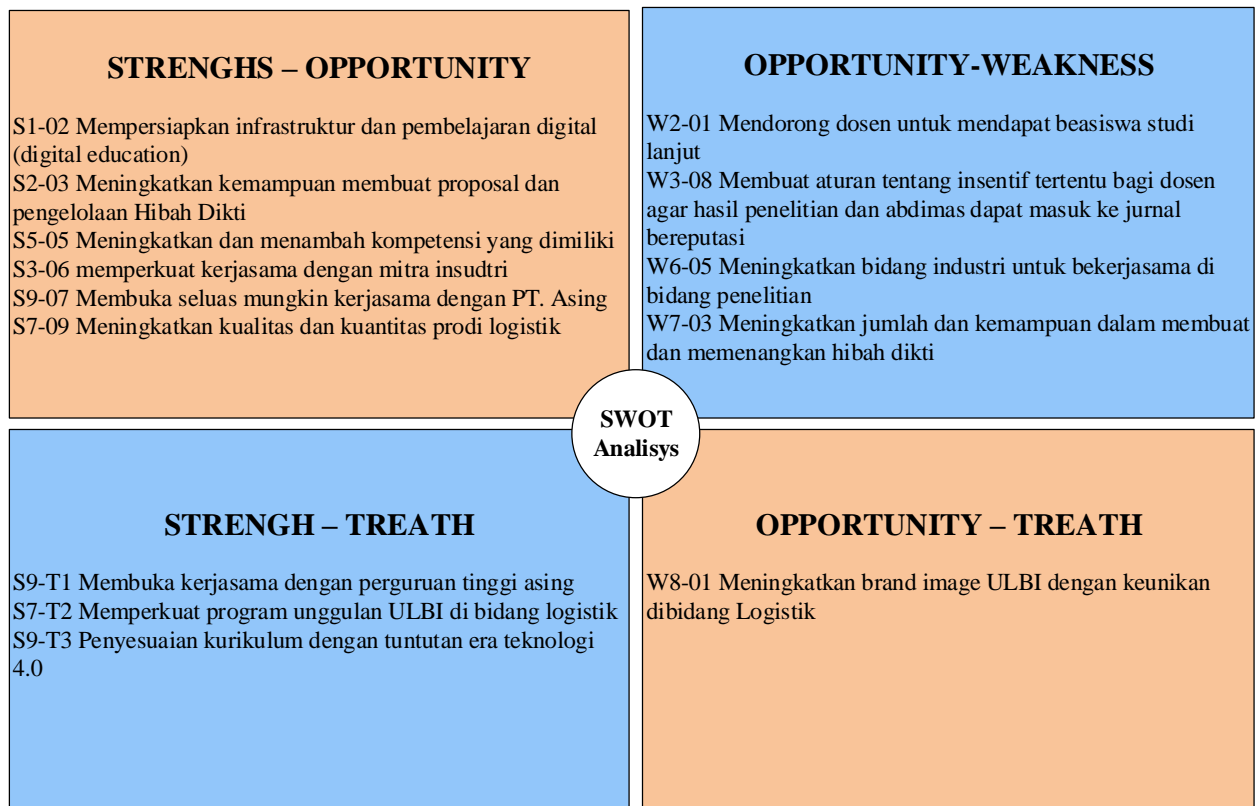 STRENGHS – OPPORTUNITY
S1-02 Mempersiapkan infrastruktur dan pembelajaran digital
(digital education)
S2-03 Meningkatkan kemampuan membuat proposal dan
pengelolaan Hibah Dikti
S5-05 Meningkatkan dan menambah kompetensi yang dimiliki
S3-06 memperkuat kerjasama dengan mitra insudtri
S9-07 Membuka seluas mungkin kerjasama dengan PT. Asing
S7-09 Meningkatkan kualitas dan kuantitas prodi logistik
OPPORTUNITY-WEAKNESS
W2-01 Mendorong dosen untuk mendapat beasiswa studi
lanjut
W3-08 Membuat aturan tentang insentif tertentu bagi dosen
agar hasil penelitian dan abdimas dapat masuk ke jurnal
bereputasi
W6-05 Meningkatkan bidang industri untuk bekerjasama di
bidang penelitian
W7-03 Meningkatkan jumlah dan kemampuan dalam membuat
dan memenangkan hibah dikti
SWOT
Analisys
STRENGH – TREATH
S9-T1 Membuka kerjasama dengan perguruan tinggi asing
S7-T2 Memperkuat program unggulan ULBI di bidang logistik
S9-T3 Penyesuaian kurikulum dengan tuntutan era teknologi
4.0
OPPORTUNITY – TREATH
W8-01 Meningkatkan brand image ULBI dengan keunikan
dibidang Logistik